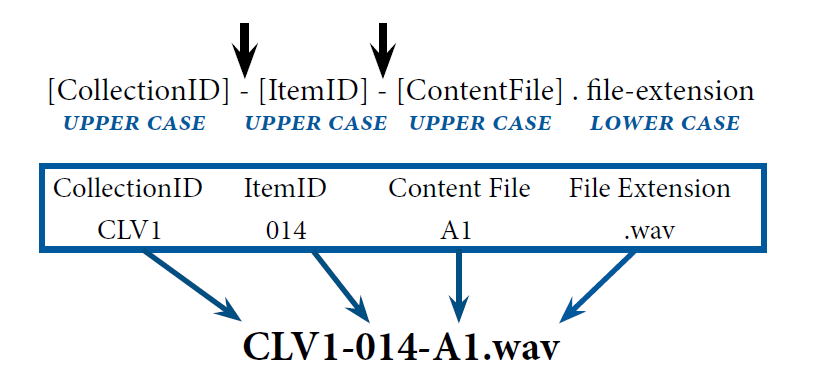 [CollectionID] - [ItemID] - [ContentFile] . file-extension
UPPER CASE UPPER CASE UPPER CASE LOWER CASE
CollectionID ItemID Content File File Extension
CLV1 014 A1 .wav
CLV1-014-A1.wav